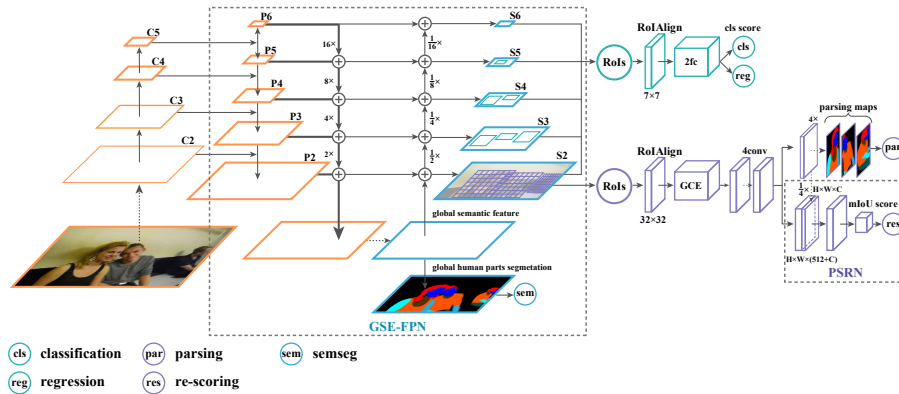 P6
S6
C5
P5
S5
C4
P4
S4
C3
P3
S3
C2
P2
S2
16×
8×
4×
2×
1/16×
1/8×
1/4×
1/2×
RoIs
RoIAlign
7×7
2fc
cls score
cls
reg
RoIs
RoIAlign
32×32
GCE
4conv
4×
parsing maps
par
1/4×
H×W×C
mIoU score
res
H×W×(512+C)
PSRN
global semantic feature
global human parts segmetation
sem
GSE-FPN
cls classification
par parsing
sem semseg
reg regression
res re-scoring